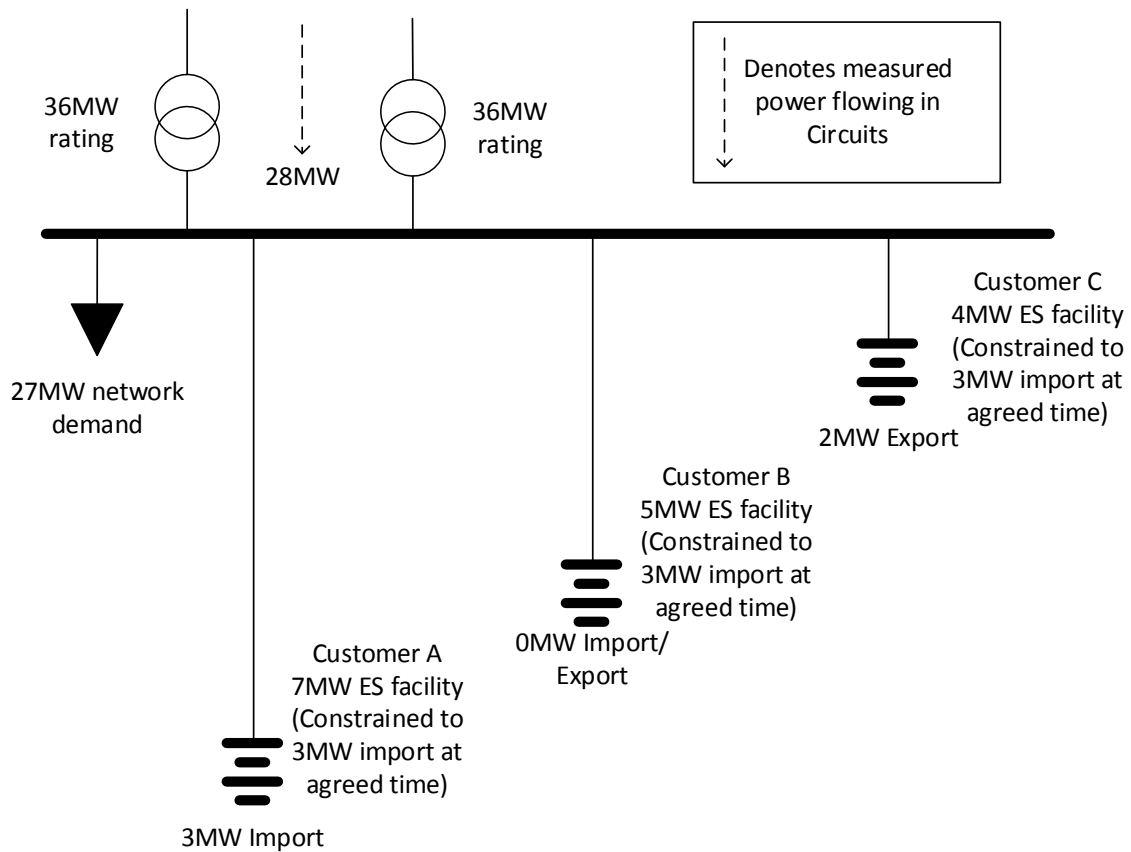 36MW
rating
28MW
36MW
rating
Denotes measured
power flowing in
Circuits
27MW network
demand
Customer C
4MW ES facility
(Constrained to
3MW import at
agreed time)
2MW Export
Customer B
5MW ES facility
(Constrained to
3MW import at
agreed time)
0MW Import/
Export
Customer A
7MW ES facility
(Constrained to
3MW import at
agreed time)
3MW Import